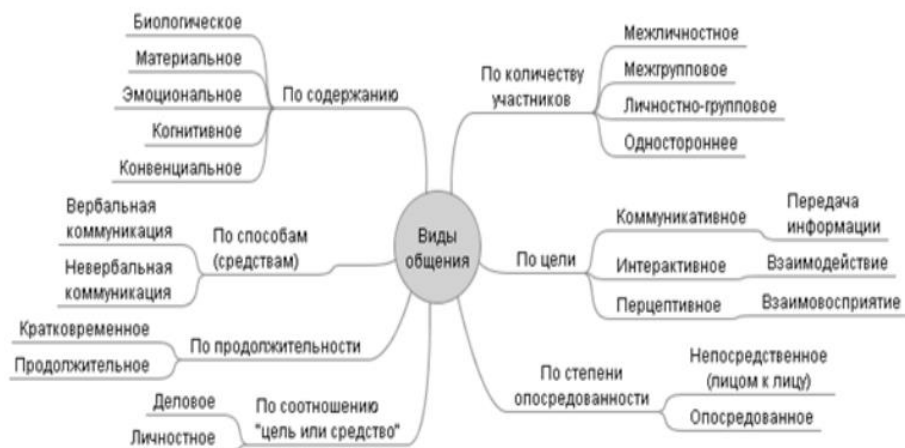 Виды
общения
По содержанию
Биологическое
Материальное
Эмоциональное
Когнитивное
Конвенциальное
По способам
(средствам)
Вербальная
коммуникация
Невербальная
коммуникация
По продолжительности
Кратковременное
Продолжительное
По соотношению
"цель или средство"
Деловое
Личностное
По количеству
участников
Межличностное
Межгрупповое
Личностно-групповое
Одностороннее
По цели
Коммуникативное
Передача
информации
Интерактивное
Взаимодействие
Перцептивное
Взаимовосприятие
По степени
опосредованности
Непосредственное
(лицом к лицу)
Опосредованное